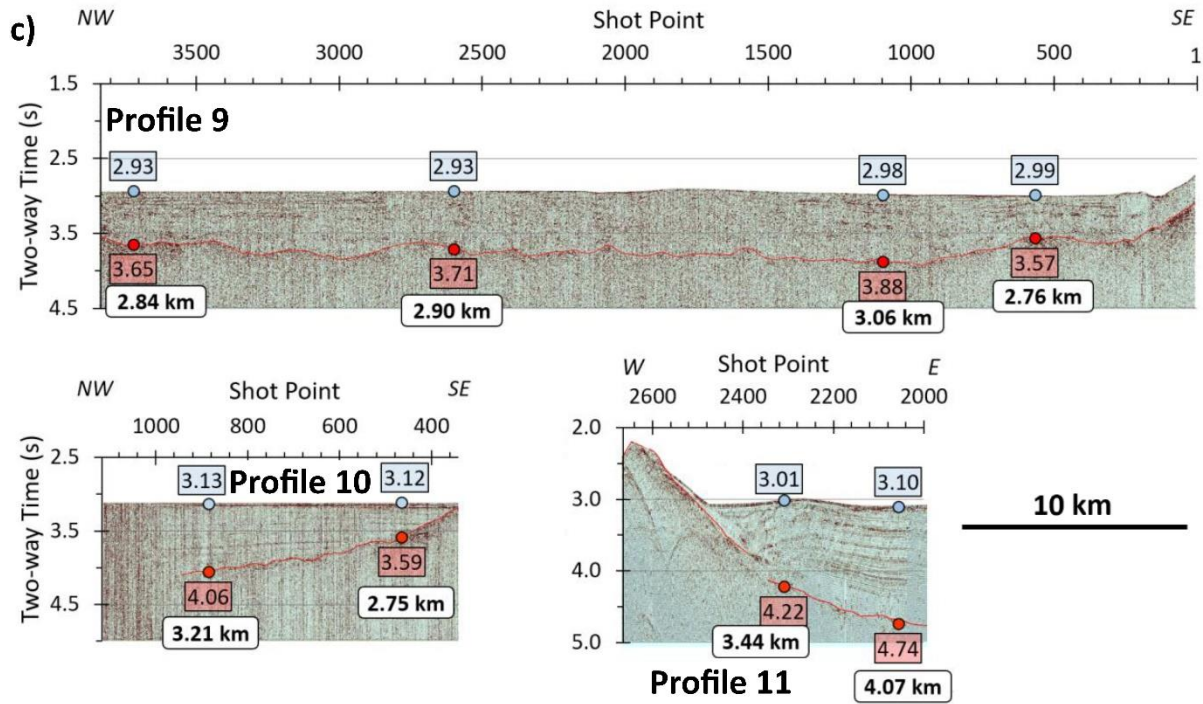 c)
NW Shot Point SE
3500 3000 2500 2000 1500 1000 500 1
Two-way Time (s)
1.5
2.5
3.5
4.5
Profile 9
2.93 2.93 2.98 2.99
3.65 3.71 3.88 3.57
2.84 km 2.90 km 3.06 km 2.76 km
NW Shot Point SE
1000 800 600 400
Two-way Time (s)
2.5
3.5
4.5
3.13 Profile 10 3.12
4.06 3.59
3.21 km 2.75 km
W Shot Point E
2600 2400 2200 2000
2.0
3.0
4.0
5.0
3.01 3.10
4.22 4.74
3.44 km 4.07 km
Profile 11
10 km